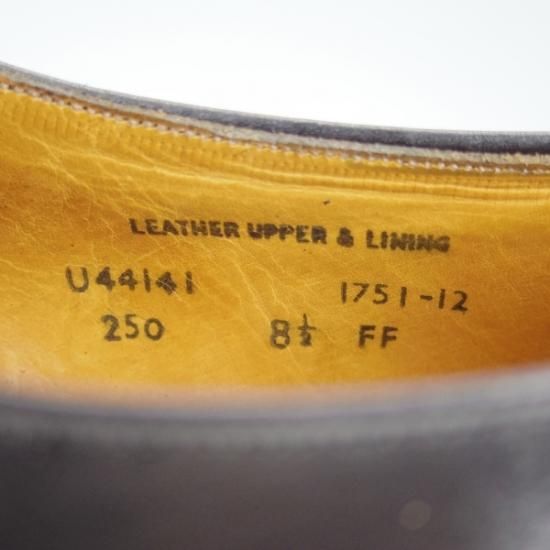 LEATHER UPPER & LINING
U44141 1751-12
250 8½ FF